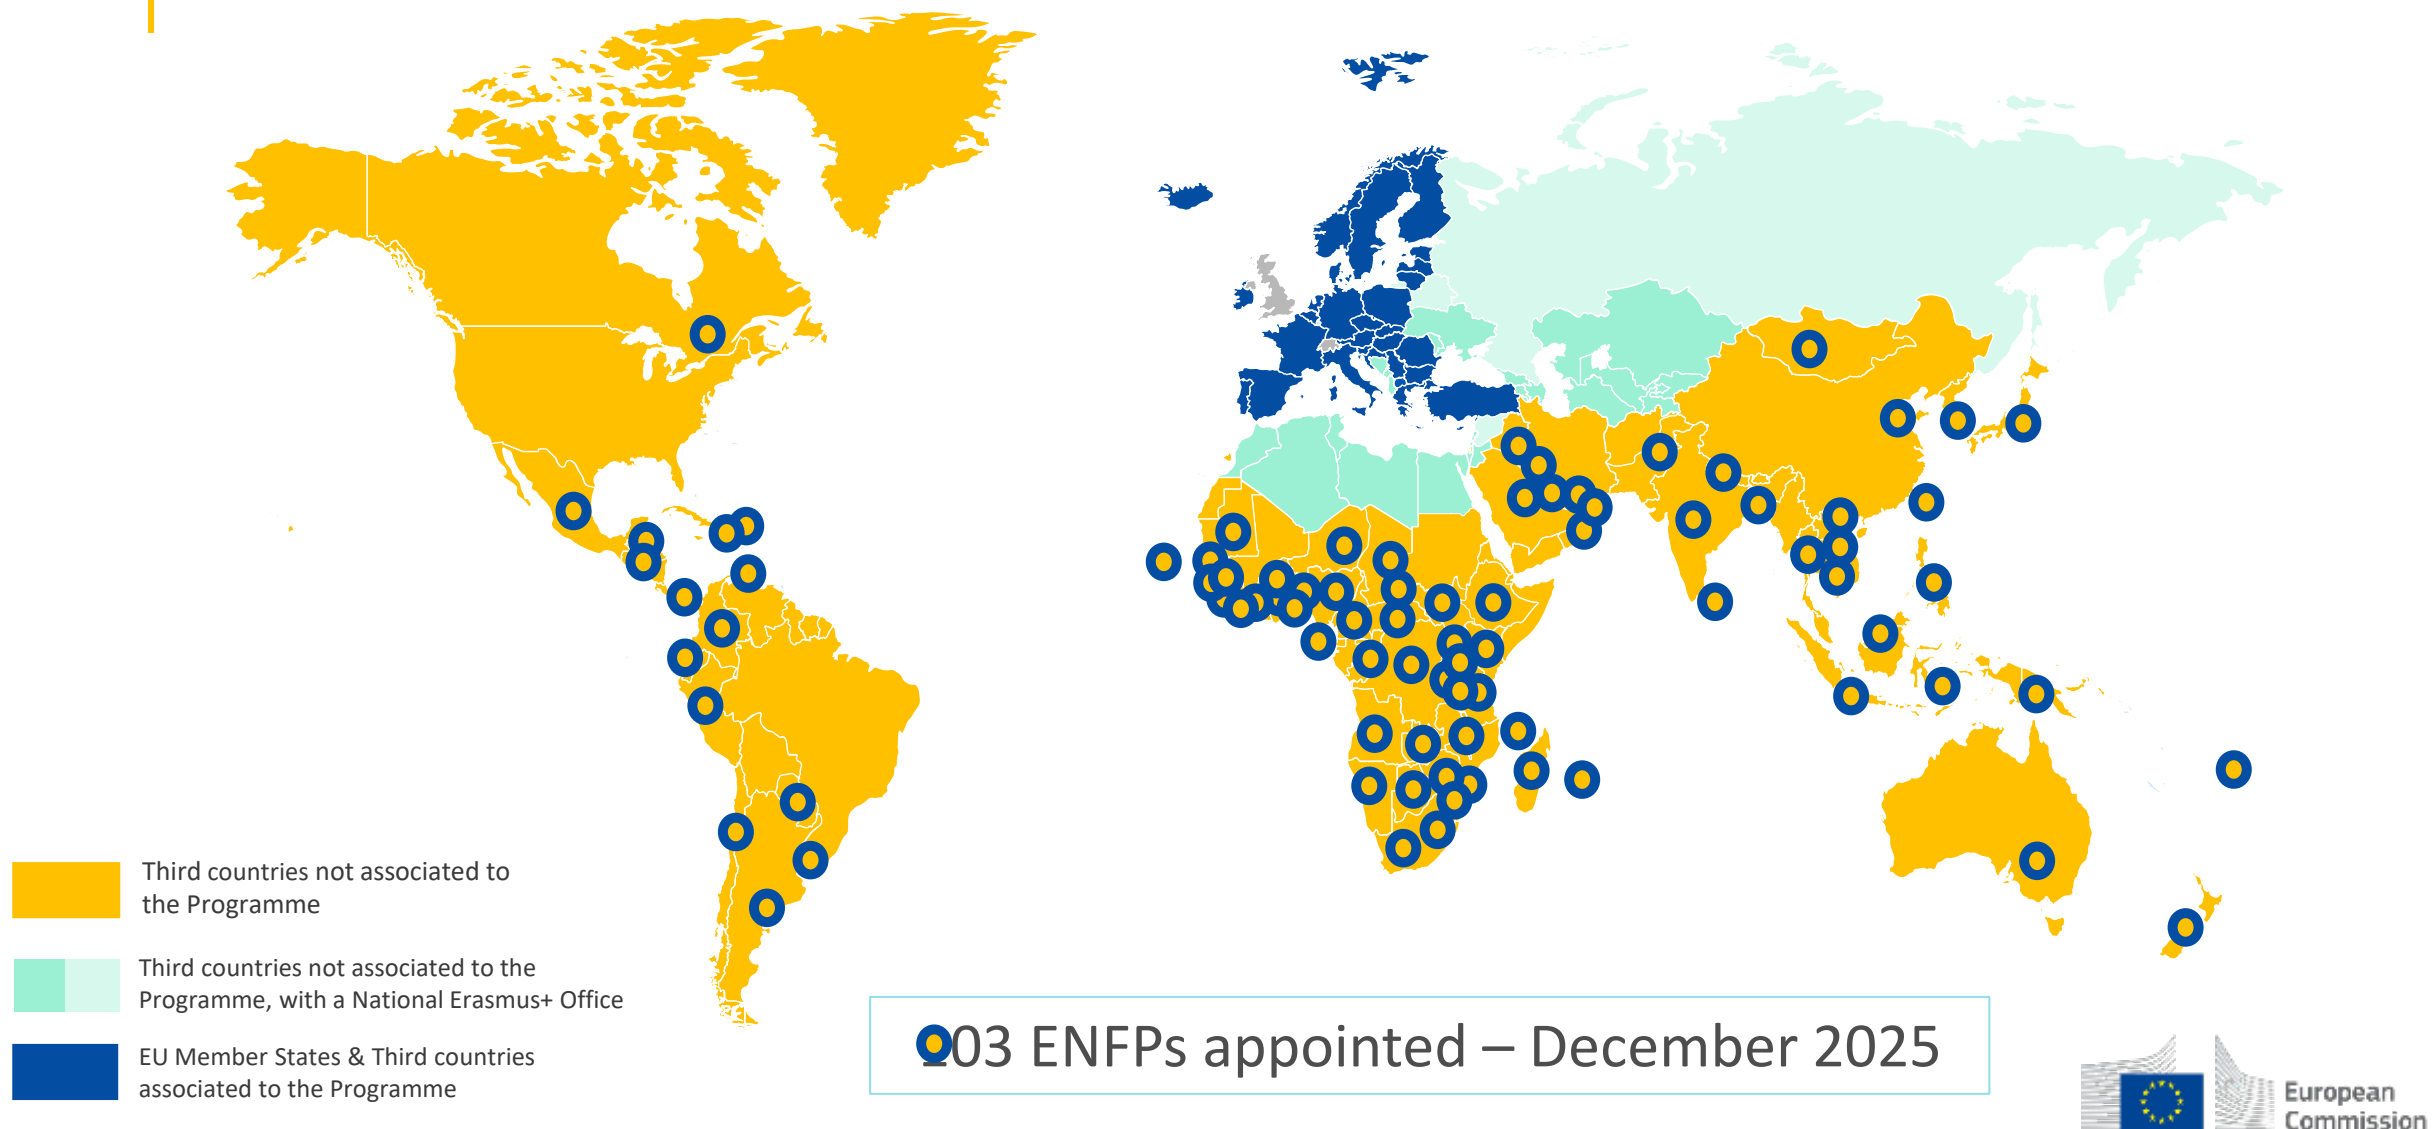 Third countries not associated to
the Programme
Third countries not associated to the
Programme, with a National Erasmus+ Office
EU Member States & Third countries
associated to the Programme
103 ENFPs appointed – December 2025
European
Commission